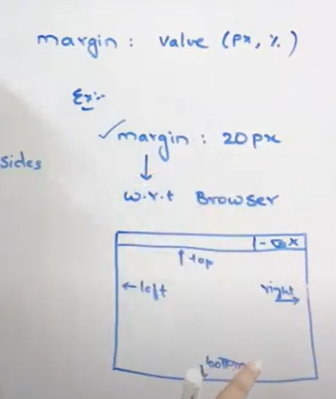 margin : value (px, %)
Ex:-
✓margin : 20px
sides
↓
w.r.t Browser
- x
↑ top
← left right →
bottom